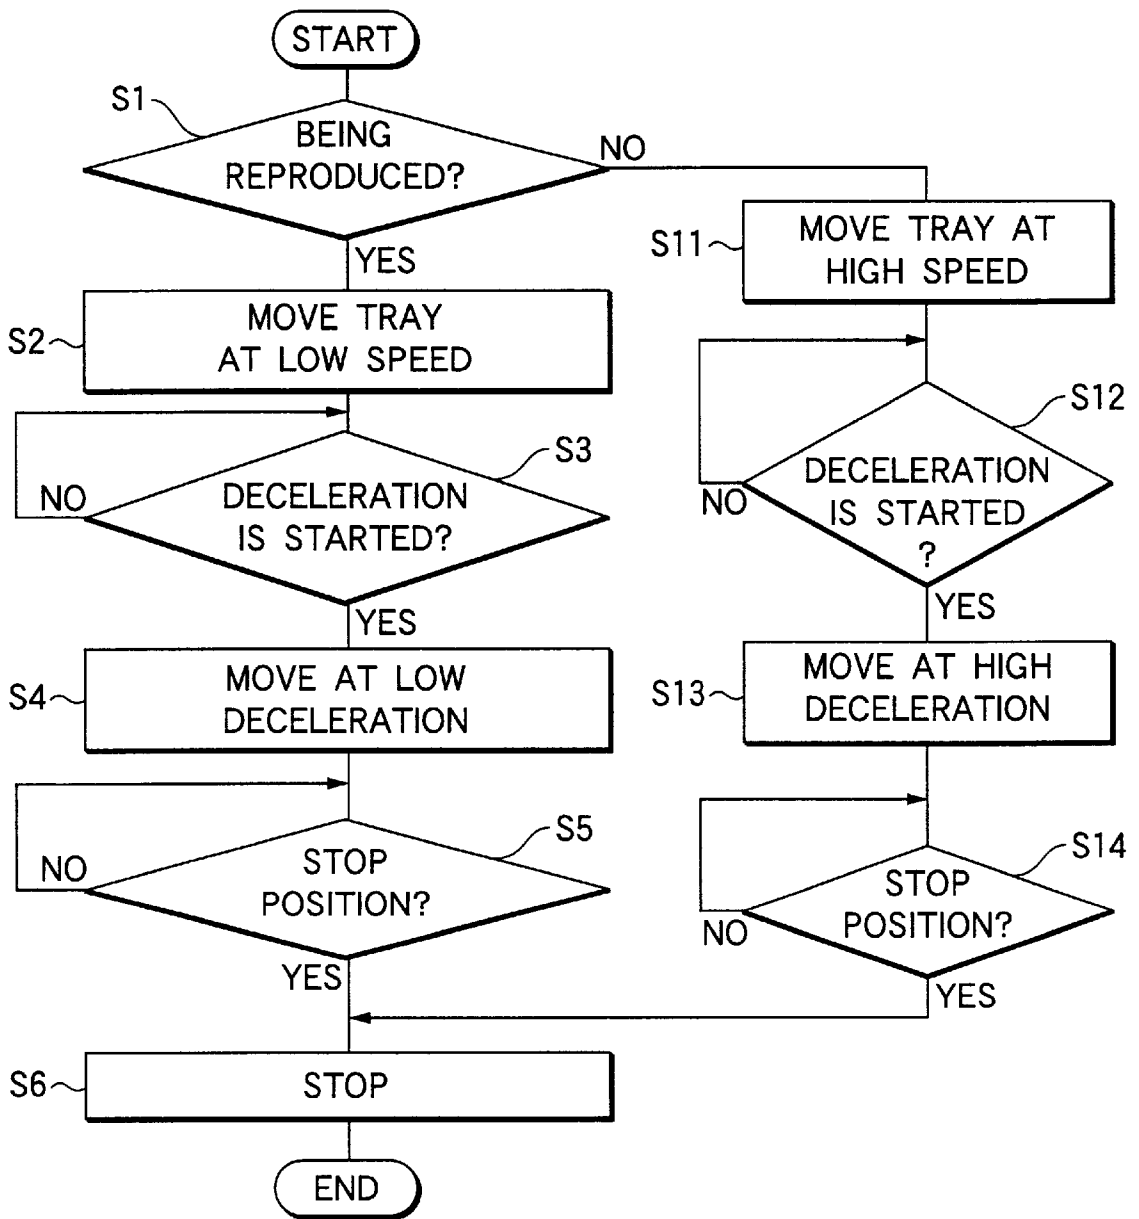 START
S1
BEING
REPRODUCED?
NO
YES
S2
MOVE TRAY
AT LOW SPEED
S3
NO
DECELERATION
IS STARTED?
YES
S4
MOVE AT LOW
DECELERATION
S5
NO
STOP
POSITION?
YES
S11
MOVE TRAY AT
HIGH SPEED
S12
NO
DECELERATION
IS STARTED
?
YES
S13
MOVE AT HIGH
DECELERATION
S14
NO
STOP
POSITION?
YES
S6
STOP
END